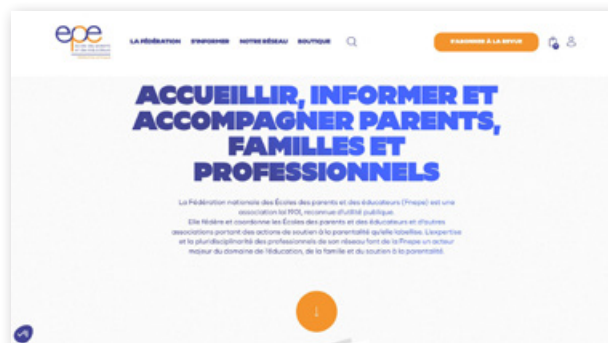 epe
LA FÉDÉRATION S'INFORMER NOTRE RÉSEAU BOUTIQUE
S'ABONNER À LA REVUE
ACCUEILLIR, INFORMER ET
ACCOMPAGNER PARENTS,
FAMILLES ET
PROFESSIONNELS
La Fédération nationale des Écoles des parents et des éducateurs (Fnepe) est une
association loi 1901, reconnue d'utilité publique.
Elle fédère et coordonne les Écoles des parents et des éducateurs et d'autres
associations portant des actions de soutien à la parentalité qu'elle labellise. L'expertise
et la pluridisciplinarité des professionnels de son réseau font de la Fnepe un acteur
majeur du domaine de l'éducation, de la famille et du soutien à la parentalité.